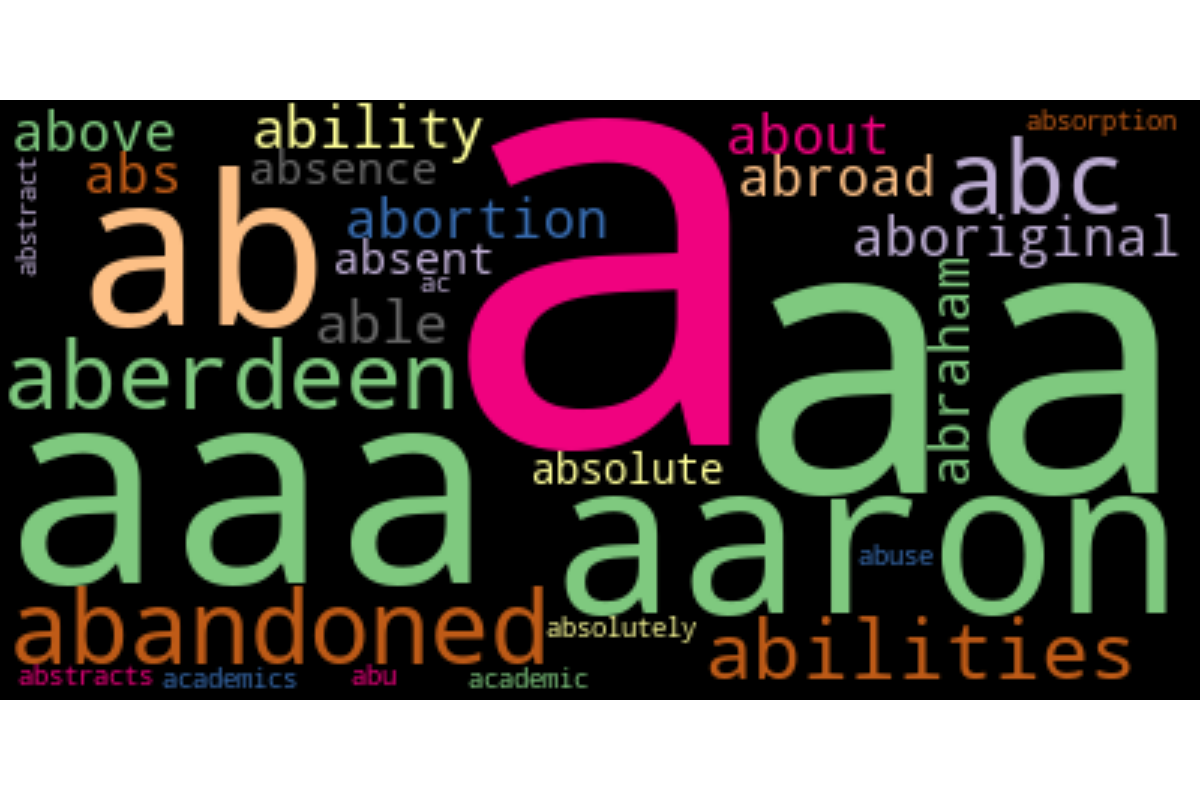 above
ability
a
about
absorption
abs
absence
abroad
abc
abstract
ab
abortion
aboriginal
absent
ac
able
aa
abraham
aberdeen
aaa
absolute
aaron
abuse
abandoned
absolutely
abilities
abstracts
academics
abu
academic